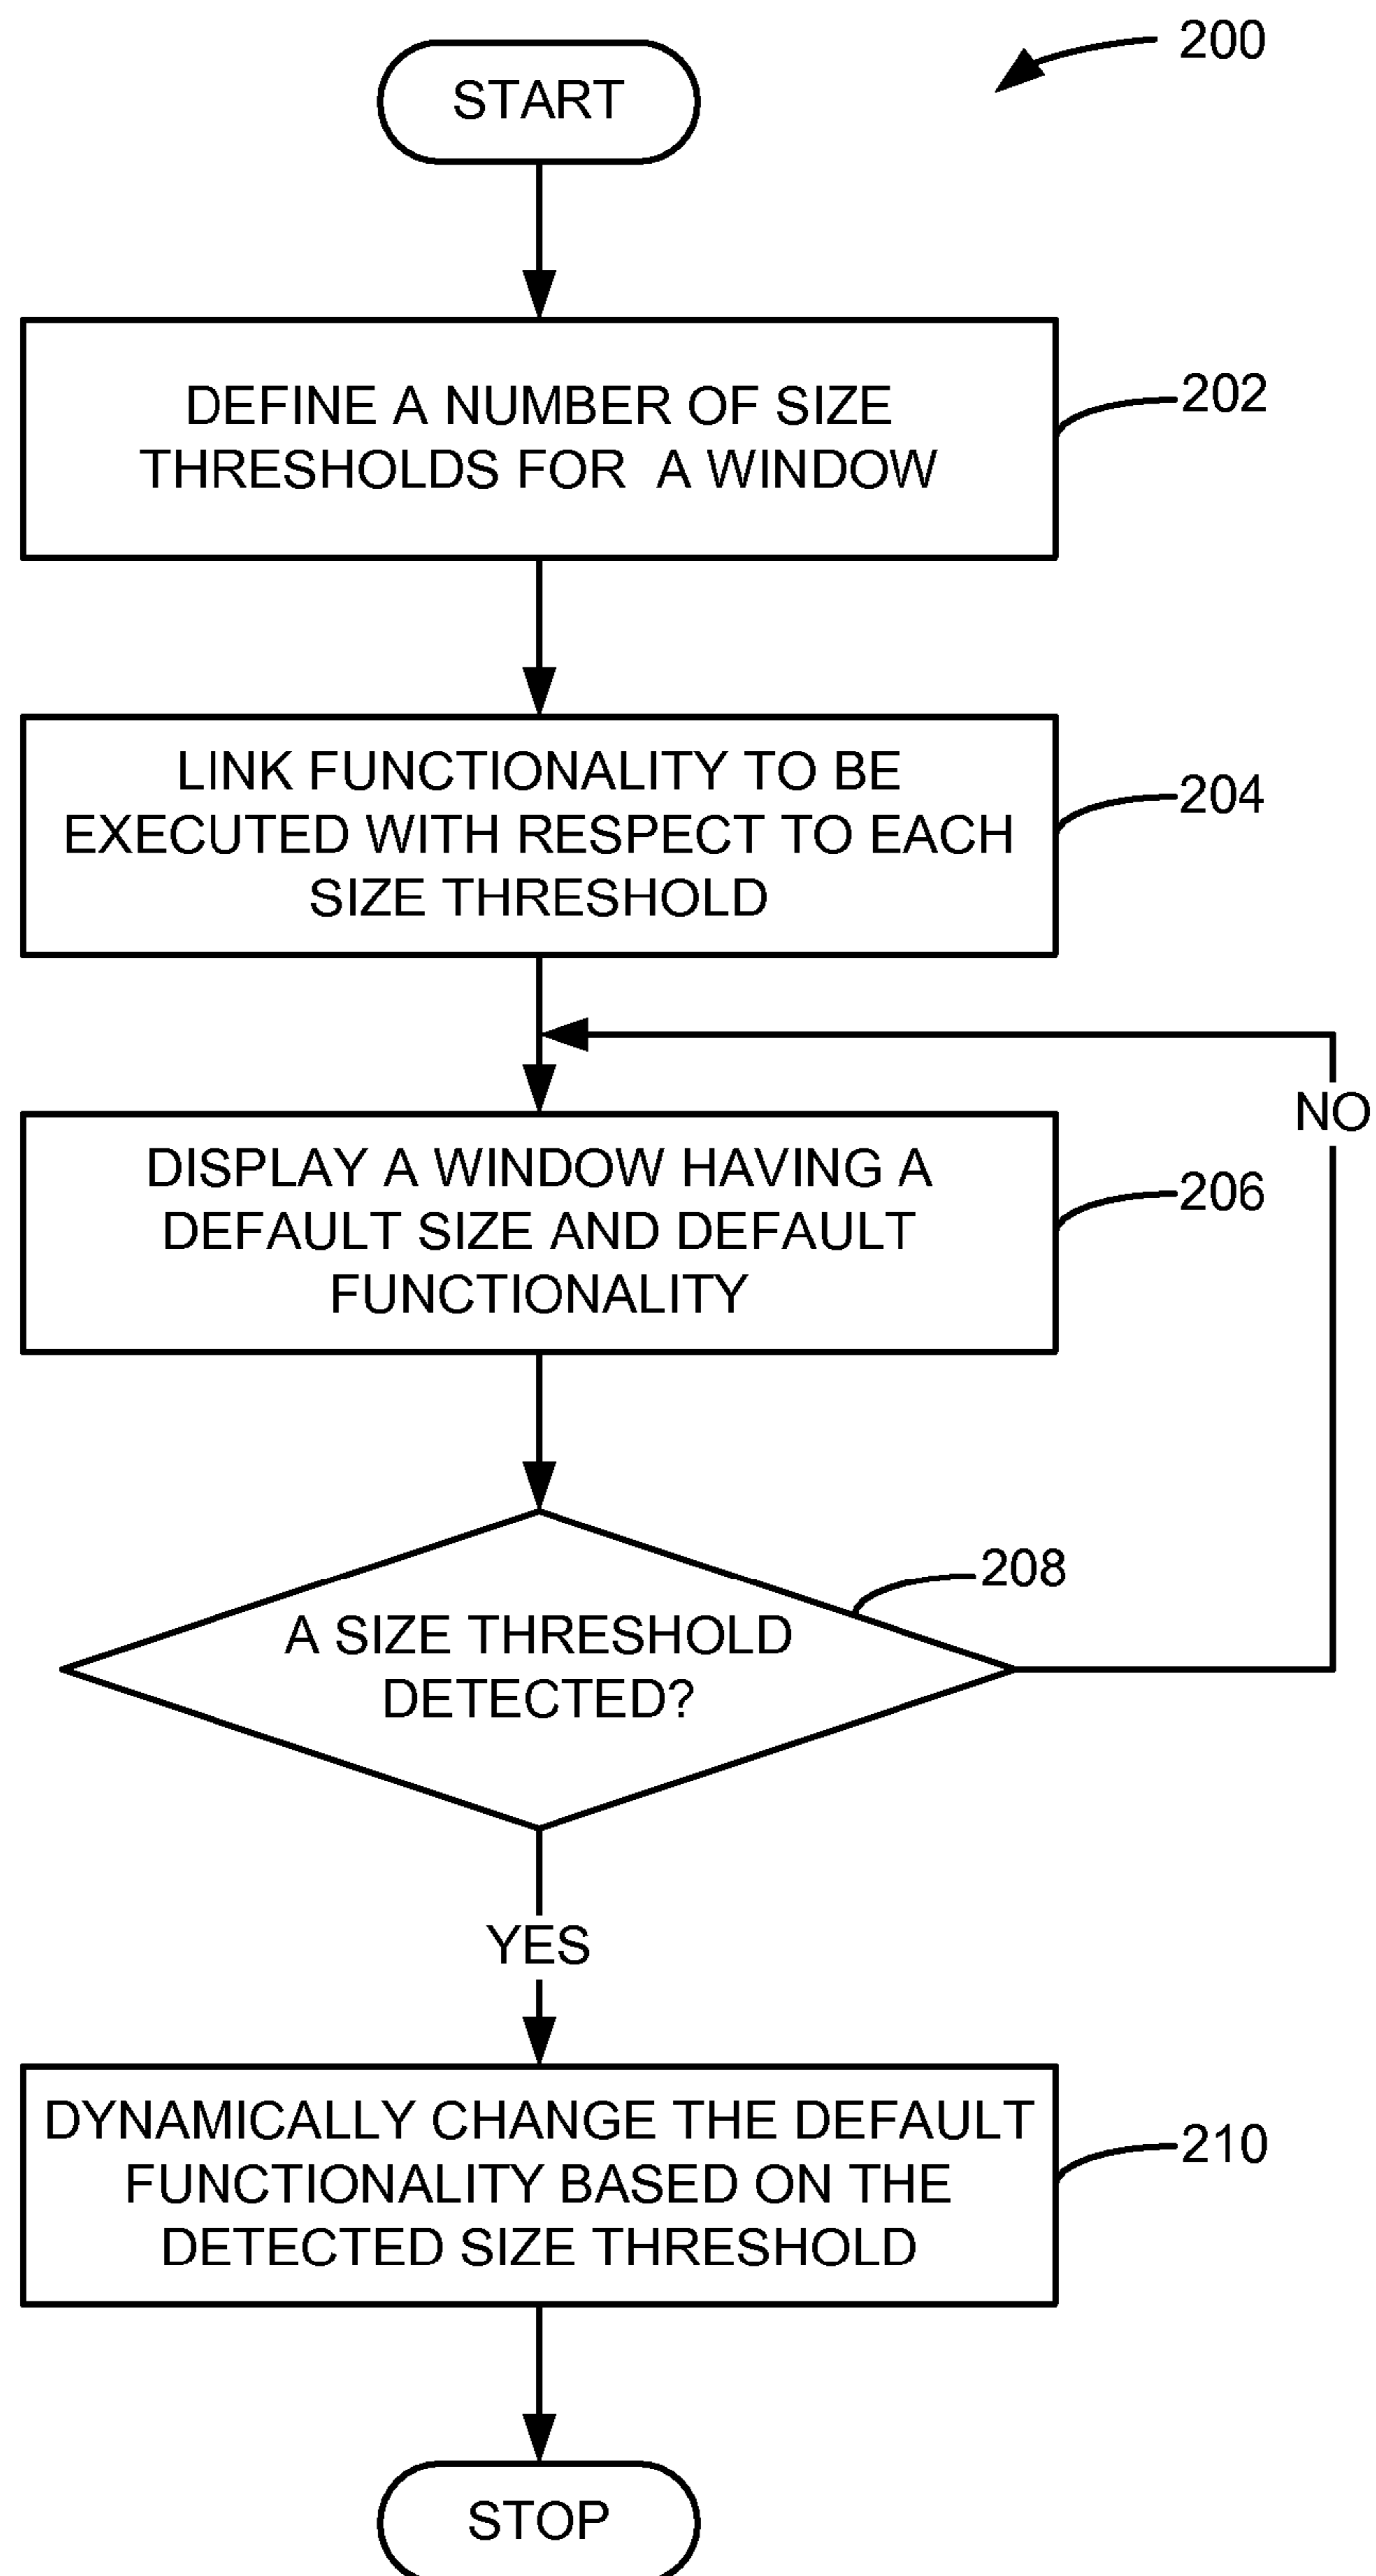 200
START
DEFINE A NUMBER OF SIZE
THRESHOLDS FOR A WINDOW
202
LINK FUNCTIONALITY TO BE
EXECUTED WITH RESPECT TO EACH
SIZE THRESHOLD
204
DISPLAY A WINDOW HAVING A
DEFAULT SIZE AND DEFAULT
FUNCTIONALITY
206
NO
A SIZE THRESHOLD
DETECTED?
208
YES
DYNAMICALLY CHANGE THE DEFAULT
FUNCTIONALITY BASED ON THE
DETECTED SIZE THRESHOLD
210
STOP